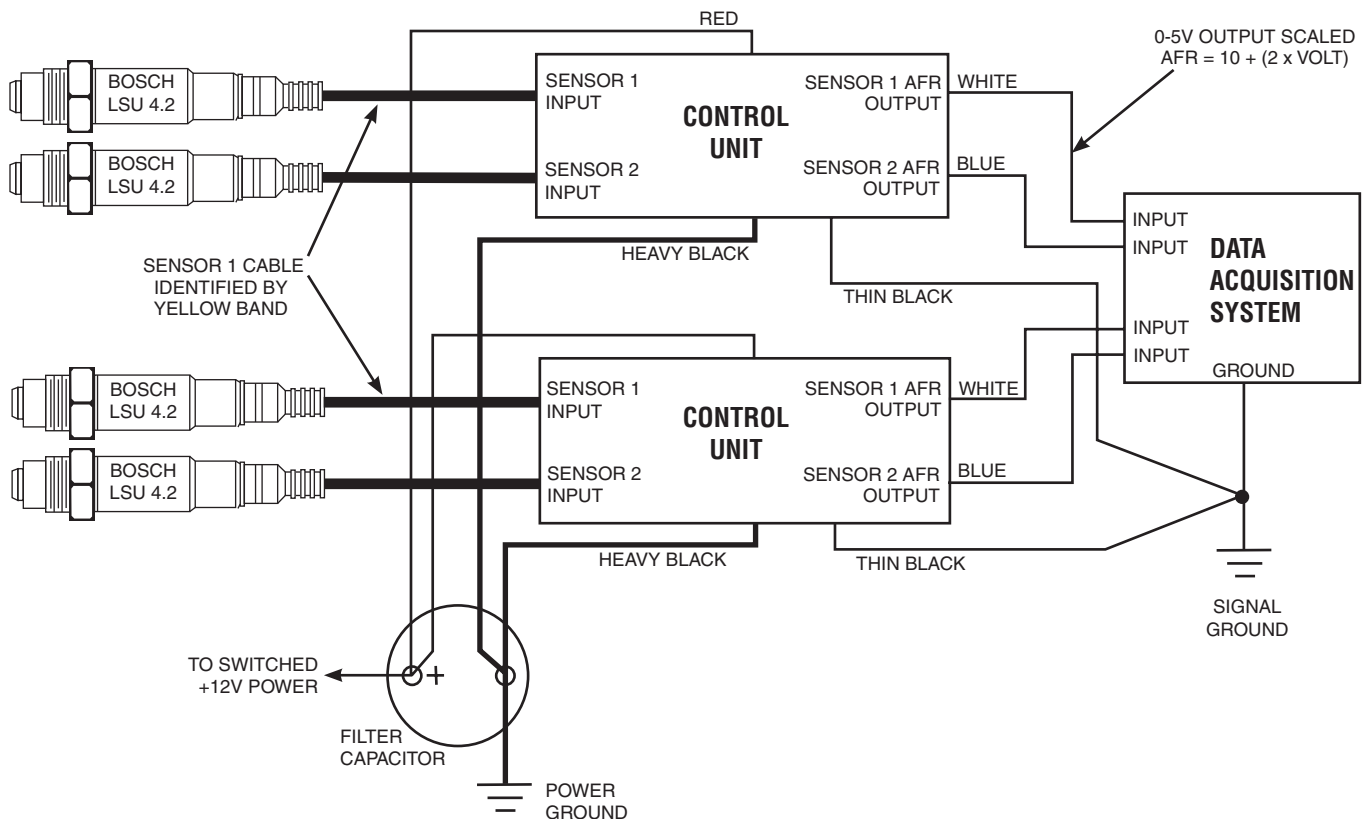 RED
0-5V OUTPUT SCALED
AFR = 10 + (2 x VOLT)
BOSCH
LSU 4.2
SENSOR 1
INPUT
CONTROL
UNIT
SENSOR 1 AFR
OUTPUT
WHITE
BOSCH
LSU 4.2
SENSOR 2
INPUT
SENSOR 2 AFR
OUTPUT
BLUE
INPUT
INPUT
DATA
ACQUISITION
SYSTEM
INPUT
INPUT
GROUND
HEAVY BLACK
THIN BLACK
SENSOR 1 CABLE
IDENTIFIED BY
YELLOW BAND
BOSCH
LSU 4.2
SENSOR 1
INPUT
CONTROL
UNIT
SENSOR 1 AFR
OUTPUT
WHITE
BOSCH
LSU 4.2
SENSOR 2
INPUT
SENSOR 2 AFR
OUTPUT
BLUE
HEAVY BLACK
THIN BLACK
SIGNAL
GROUND
TO SWITCHED
+12V POWER
+
FILTER
CAPACITOR
POWER
GROUND